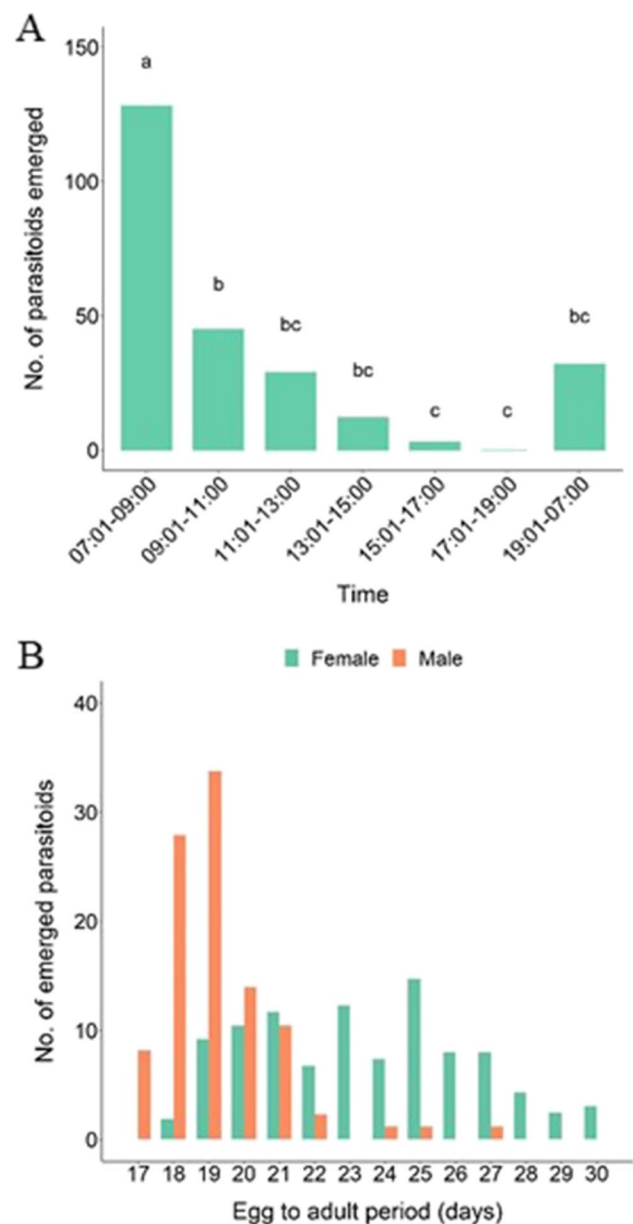 A
150
100
50
0
No. of parasitoids emerged
a
b
bc
bc
c
c
bc
07:01-09:00
09:01-11:00
11:01-13:00
13:01-15:00
15:01-17:00
17:01-19:00
19:01-07:00
Time
B
Female Male
40
30
20
10
0
No. of emerged parasitoids
17 18 19 20 21 22 23 24 25 26 27 28 29 30
Egg to adult period (days)